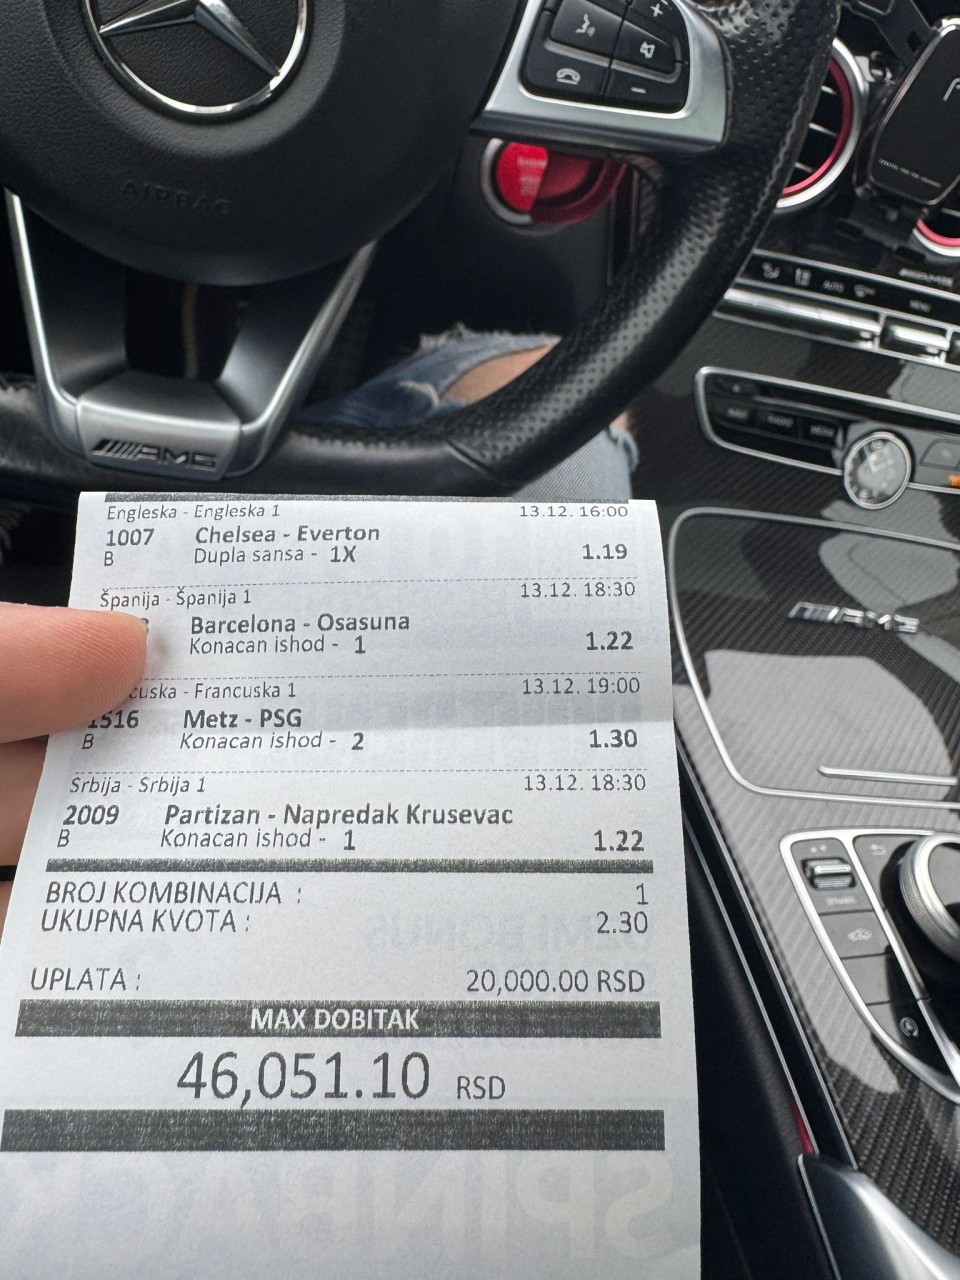 AIRBAG
AMG
AUTO
AMG
Engleska - Engleska 1 13.12. 16:00
1007 Chelsea - Everton
B Dupla sansa - 1X 1.19
Španija - Španija 1 13.12. 18:30
Barcelona - Osasuna
Konacan ishod - 1 1.22
cuska - Francuska 1 13.12. 19:00
1516 Metz - PSG
B Konacan ishod - 2 1.30
Srbija - Srbija 1 13.12. 18:30
2009 Partizan - Napredak Krusevac
B Konacan ishod - 1 1.22
BROJ KOMBINACIJA : 1
UKUPNA KVOTA : 2.30
UPLATA : 20,000.00 RSD
MAX DOBITAK
46,051.10 RSD